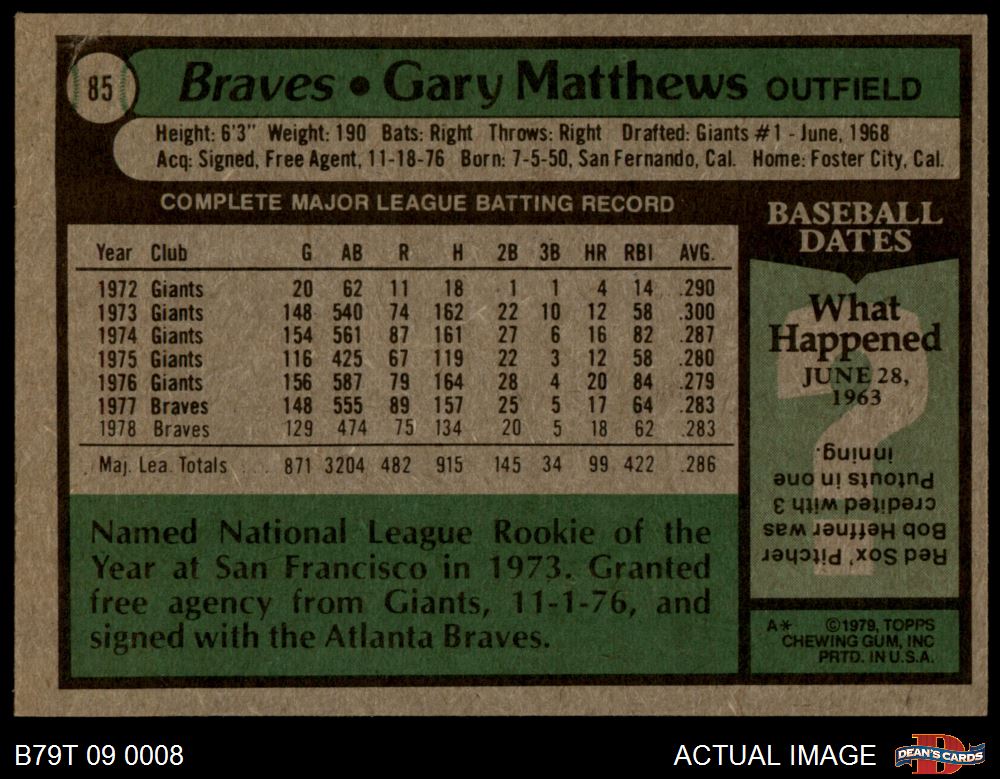 85
Braves • Gary Matthews OUTFIELD
Height: 6'3" Weight: 190 Bats: Right Throws: Right Drafted: Giants #1 - June, 1968
Acq: Signed, Free Agent, 11-18-76 Born: 7-5-50, San Fernando, Cal. Home: Foster City, Cal.
COMPLETE MAJOR LEAGUE BATTING RECORD
Year Club G AB R H 2B 3B HR RBI AVG.
1972 Giants 20 62 11 18 1 1 4 14 .290
1973 Giants 148 540 74 162 22 10 12 58 .300
1974 Giants 154 561 87 161 27 6 16 82 .287
1975 Giants 116 425 67 119 22 3 12 58 .280
1976 Giants 156 587 79 164 28 4 20 84 .279
1977 Braves 148 555 89 157 25 5 17 64 .283
1978 Braves 129 474 75 134 20 5 18 62 .283
Maj. Lea. Totals 871 3204 482 915 145 34 99 422 .286
Named National League Rookie of the
Year at San Francisco in 1973. Granted
free agency from Giants, 11-1-76, and
signed with the Atlanta Braves.
BASEBALL
DATES
What
Happened
JUNE 28,
1963
Red Sox' Pitcher
Bob Heffner was
credited with 3
Putouts in one
inning.
A* ©1979, TOPPS
CHEWING GUM, INC
PRTD. IN U.S.A.
B79T 09 0008
ACTUAL IMAGE
D
DEAN'S CARDS